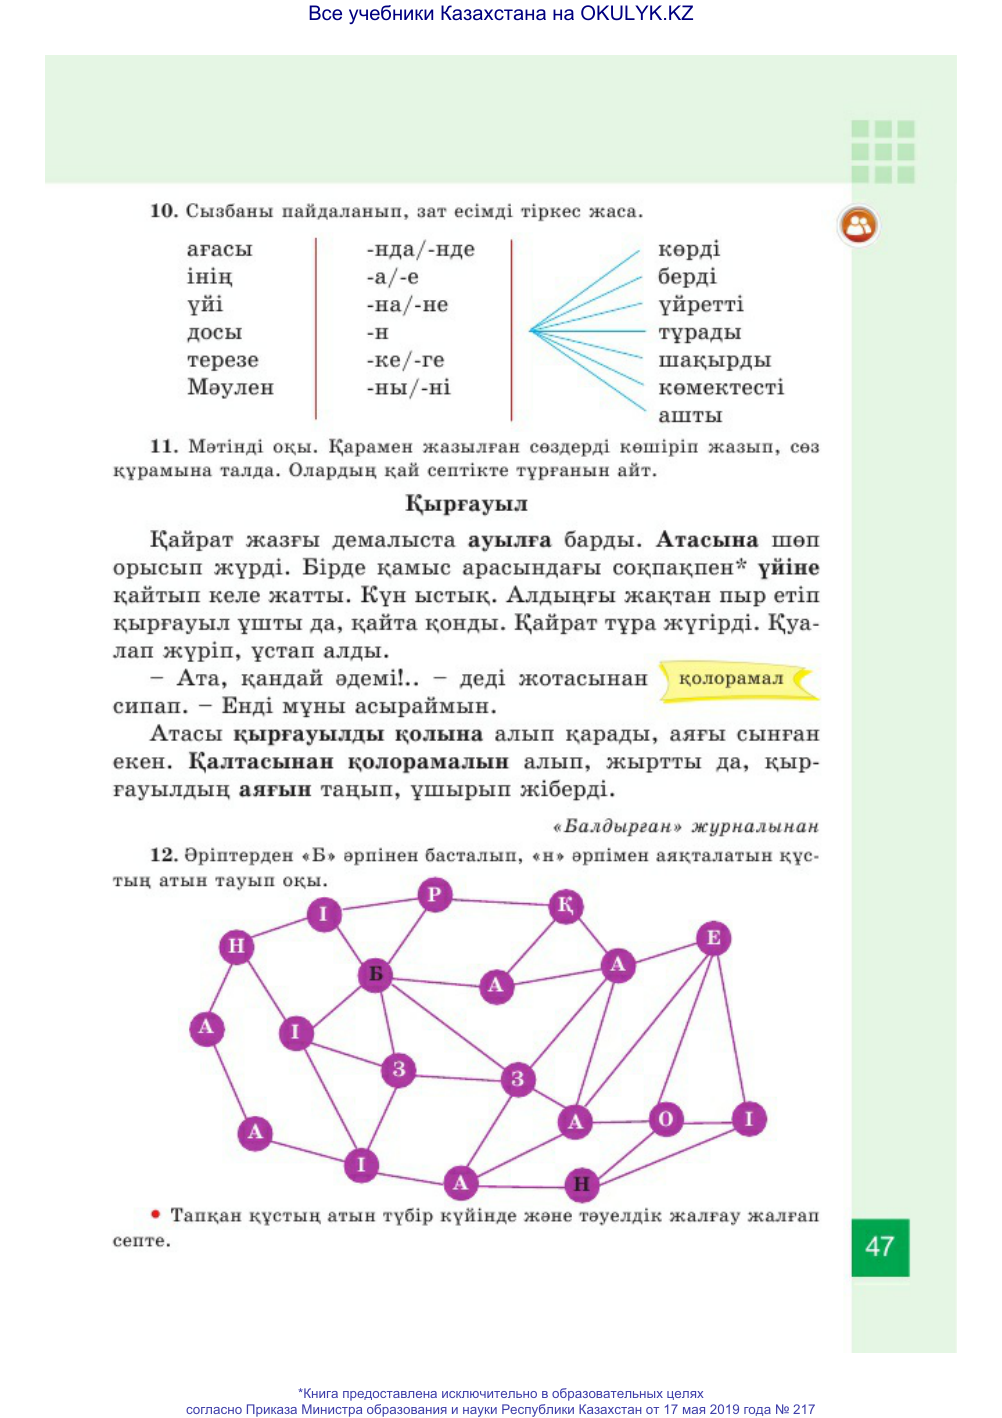 Все учебники Казахстана на OKULYK.KZ
10. Сызбаны пайдаланып, зат есімді тіркес жаса.
ағасы -нда/-нде көрді
інің -а/-е берді
үйі -на/-не үйретті
досы -н тұрады
терезе -ке/-ге шақырды
Мәулен -ны/-ні көмектесті
ашты
11. Мәтінді оқы. Қарамен жазылған сөздерді көшіріп жазып, сөз
құрамына талда. Олардың қай септікте тұрғанын айт.
Қырғауыл
Қайрат жазғы демалыста ауылға барды. Атасына шөп
орысып жүрді. Бірде қамыс арасындағы соқпақпен* үйіне
қайтып келе жатты. Күн ыстық. Алдыңғы жақтан пыр етіп
қырғауыл ұшты да, қайта қонды. Қайрат тұра жүгірді. Қуа-
лап жүріп, ұстап алды.
– Ата, қандай әдемі!.. – деді жотасынан
қолорамал
сипап. – Енді мұны асыраймын.
Атасы қырғауылды қолына алып қарады, аяғы сынған
екен. Қалтасынан қолорамалын алып, жыртты да, қыр-
ғауылдың аяғын таңып, ұшырып жіберді.
«Балдырған» журналынан
12. Әріптерден «Б» әрпінен басталып, «н» әрпімен аяқталатын құс-
тың атын тауып оқы.
Р
І Қ
Н Е
Б А
А
А І
З З
А О І
А
І А Н
• Тапқан құстың атын түбір күйінде және тәуелдік жалғау жалғап
септе.
47
*Книга предоставлена исключительно в образовательных целях
согласно Приказа Министра образования и науки Республики Казахстан от 17 мая 2019 года № 217